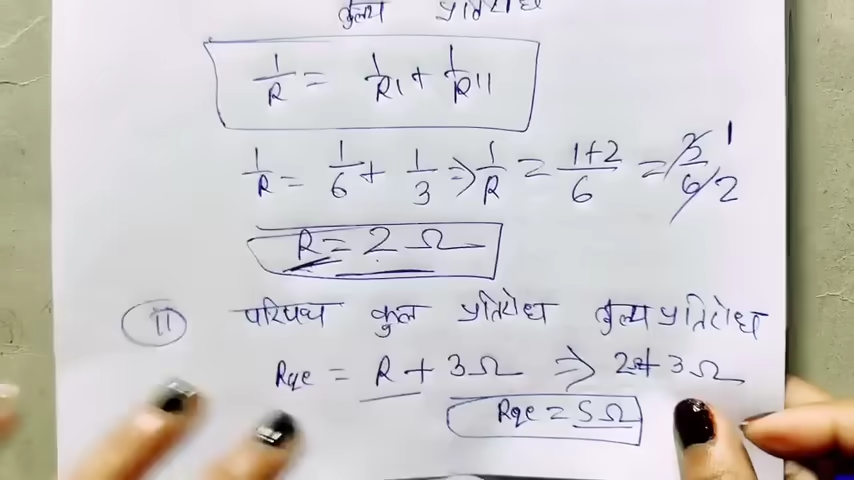 तुल्य प्रतिरोध
1/R = 1/R1 + 1/R11
1/R = 1/6 + 1/3 ⇒ 1/R = 1+2/6 = 3/6 1/2
R = 2 Ω
(II) परिपथ कुल प्रतिरोध तुल्य प्रतिरोध
Rqe = R + 3Ω ⇒ 2+ 3Ω
Rqe = 5Ω